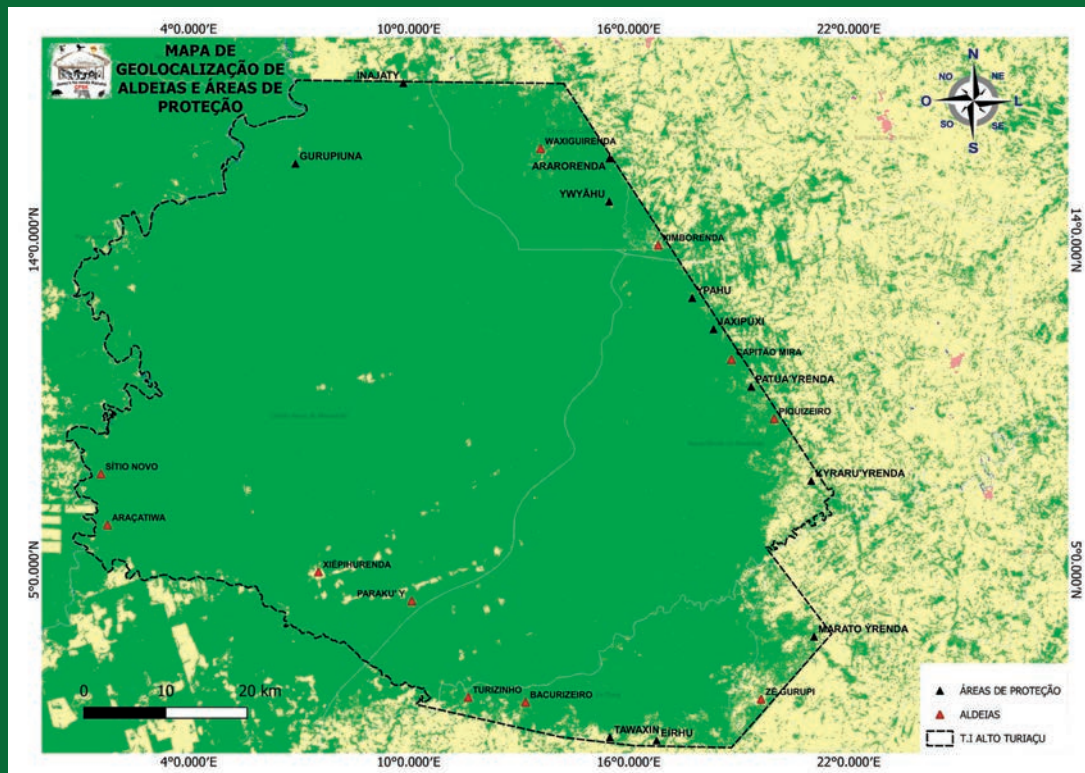 4°0.000'E
10°0.000'E
16°0.000'E
22°0.000'E
MAPA DE
GEOLOCALIZAÇÃO DE
ALDEIAS E ÁREAS DE
PROTEÇÃO
N
NO
NE
O
L
SO
SE
S
INAJATY
GURUPIUNA
WAXIGUIRENDA
ARARORENDA
YWYÃHU
XIMBORENDA
14°0.000'N
14°0.000'N
YPAHU
JAXIPUXI
CAPITÃO MIRA
PATUA'YRENDA
PIQUIZEIRO
SÍTIO NOVO
KYRARU'YRENDA
ARAÇATIWA
5°0.000'N
5°0.000'N
XIEPIHURENDA
PARAKU' Y
MARATO YRENDA
TURIZINHO
BACURIZEIRO
ZÉ GURUPI
TAWAXIN
EIRHU
0 10 20 km
ÁREAS DE PROTEÇÃO
ALDEIAS
T.I ALTO TURIAÇU
4°0.000'E
10°0.000'E
16°0.000'E
22°0.000'E